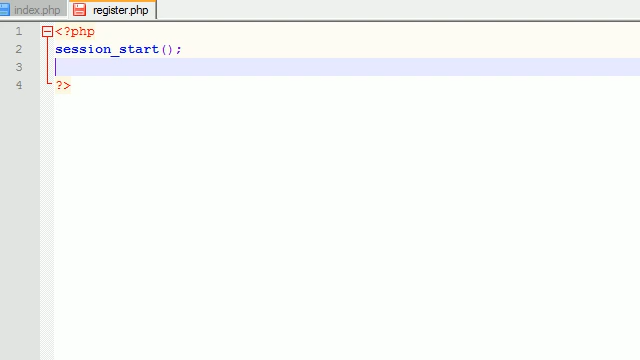 index.php register.php
1 <?php
2 session_start();
3
4 ?>